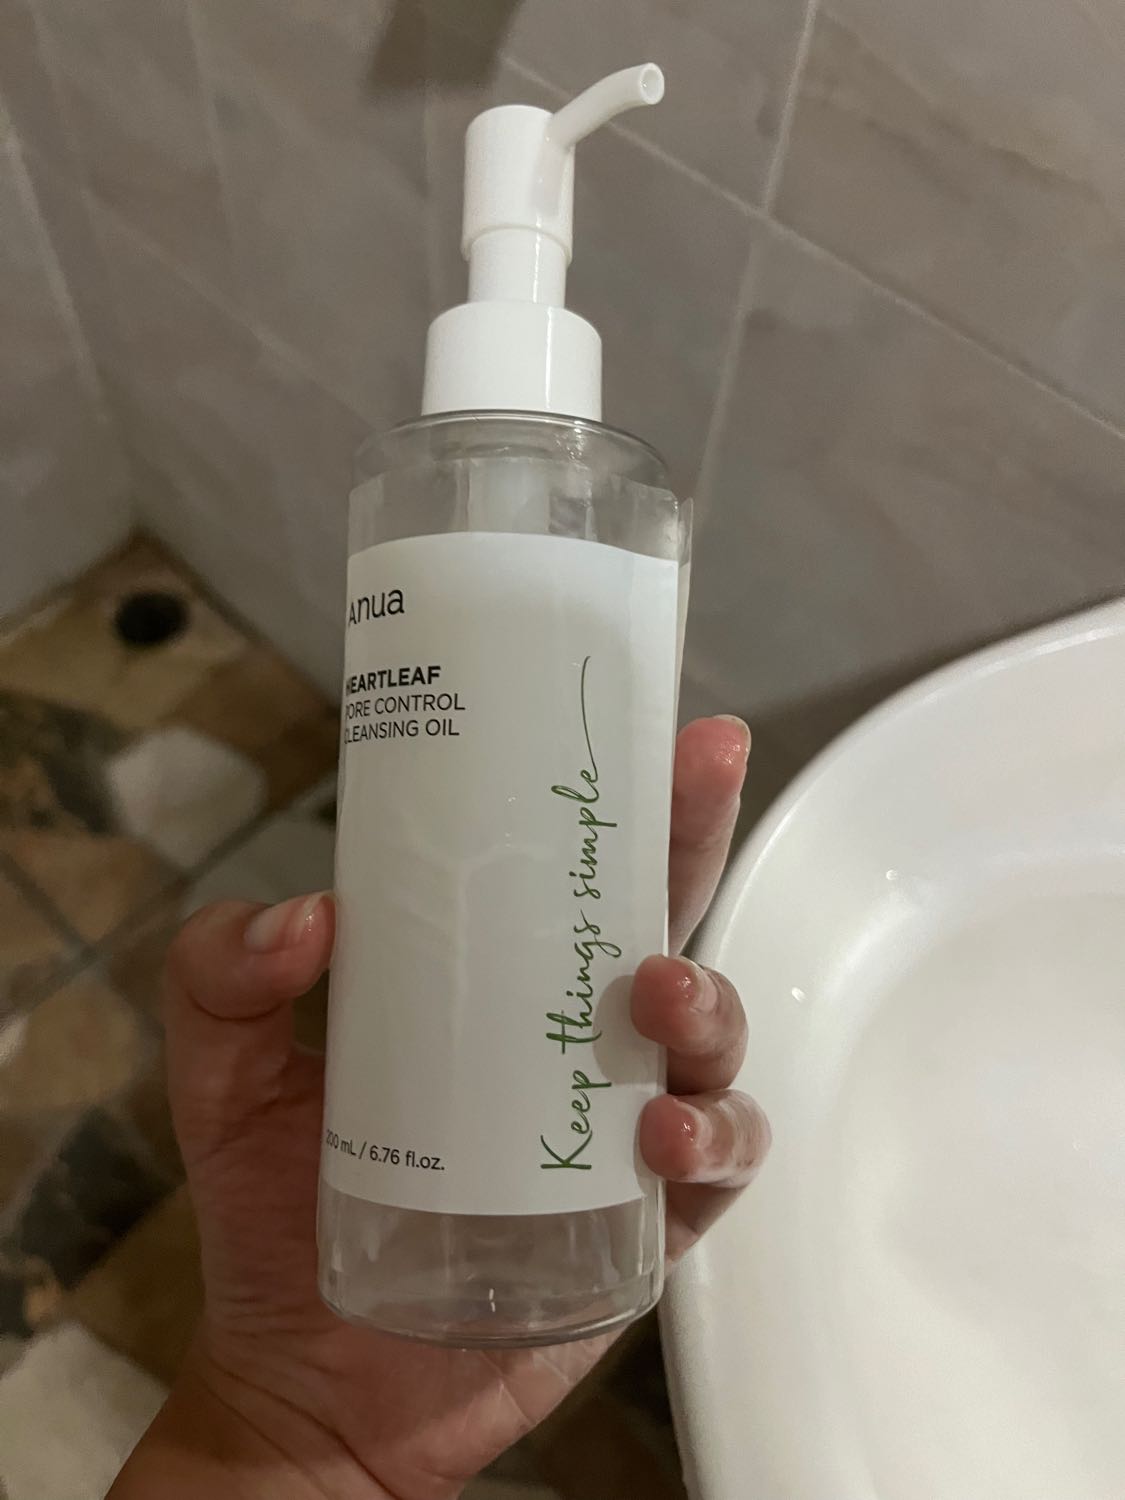 Anua
HEARTLEAF
PORE CONTROL
CLEANSING OIL
Keep things simple
200 mL / 6.76 fl.oz.